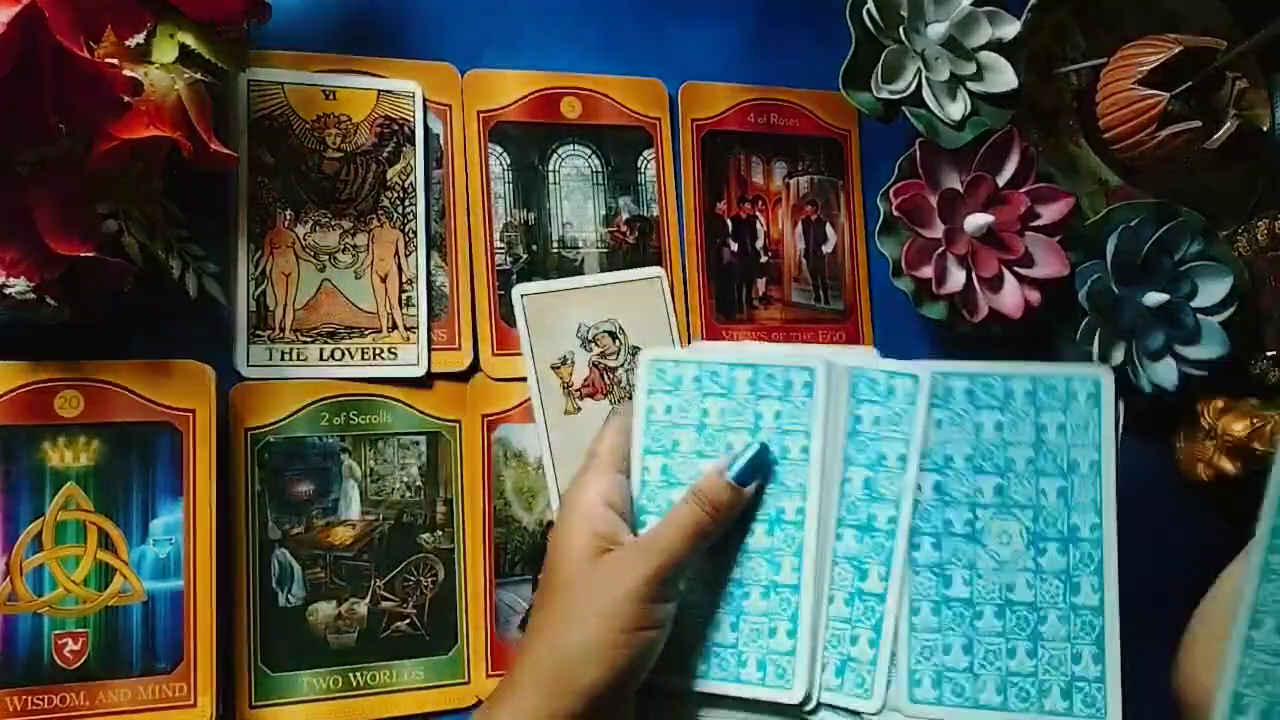 VI
THE LOVERS
NS
5
4 of Roses
VIEWS OF THE EGO
20
WISDOM, AND MIND
2 of Scrolls
TWO WORLDS